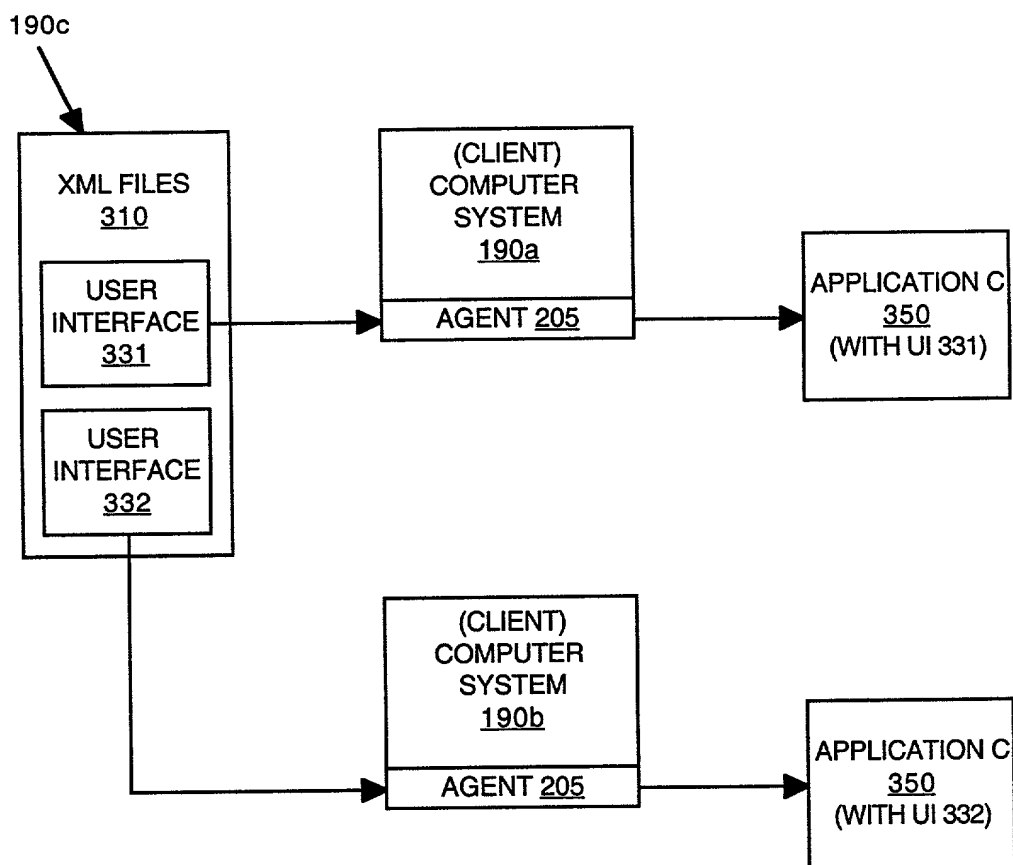 190c
XML FILES
310
USER
INTERFACE
331
USER
INTERFACE
332
(CLIENT)
COMPUTER
SYSTEM
190a
AGENT 205
APPLICATION C
350
(WITH UI 331)
(CLIENT)
COMPUTER
SYSTEM
190b
AGENT 205
APPLICATION C
350
(WITH UI 332)